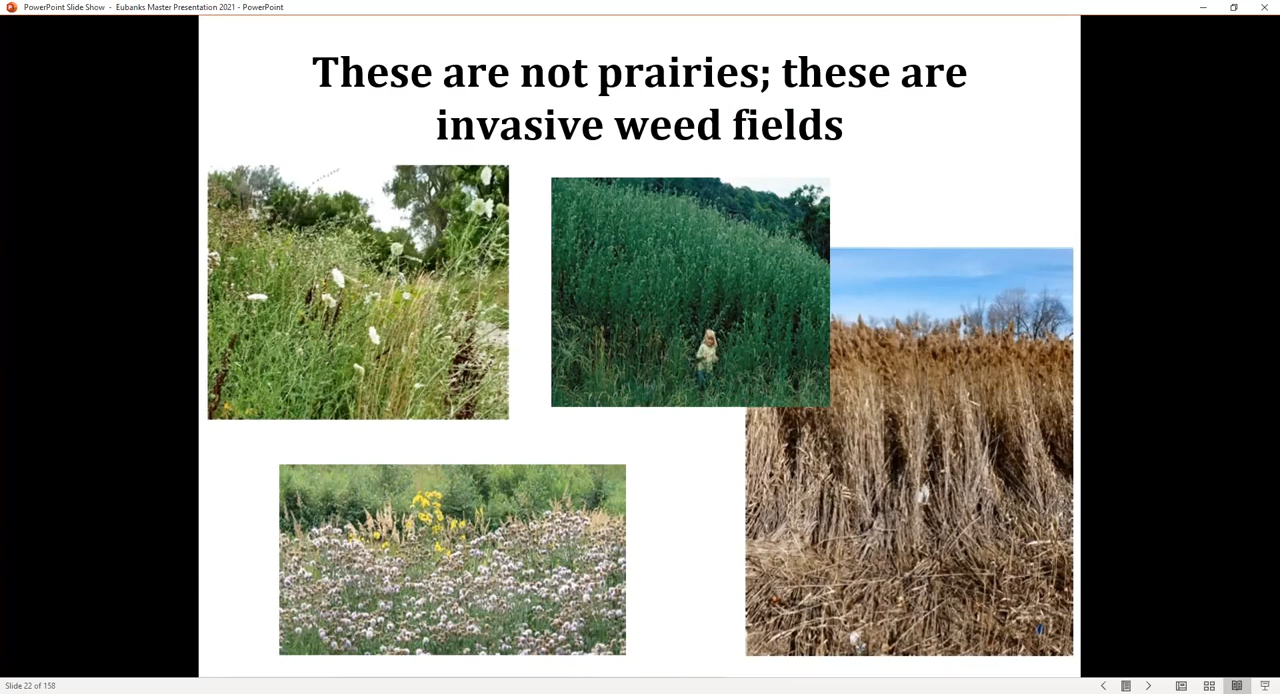 PowerPoint Slide Show - Eubanks Master Presentation 2021 - PowerPoint
These are not prairies; these are
invasive weed fields
Slide 22 of 158